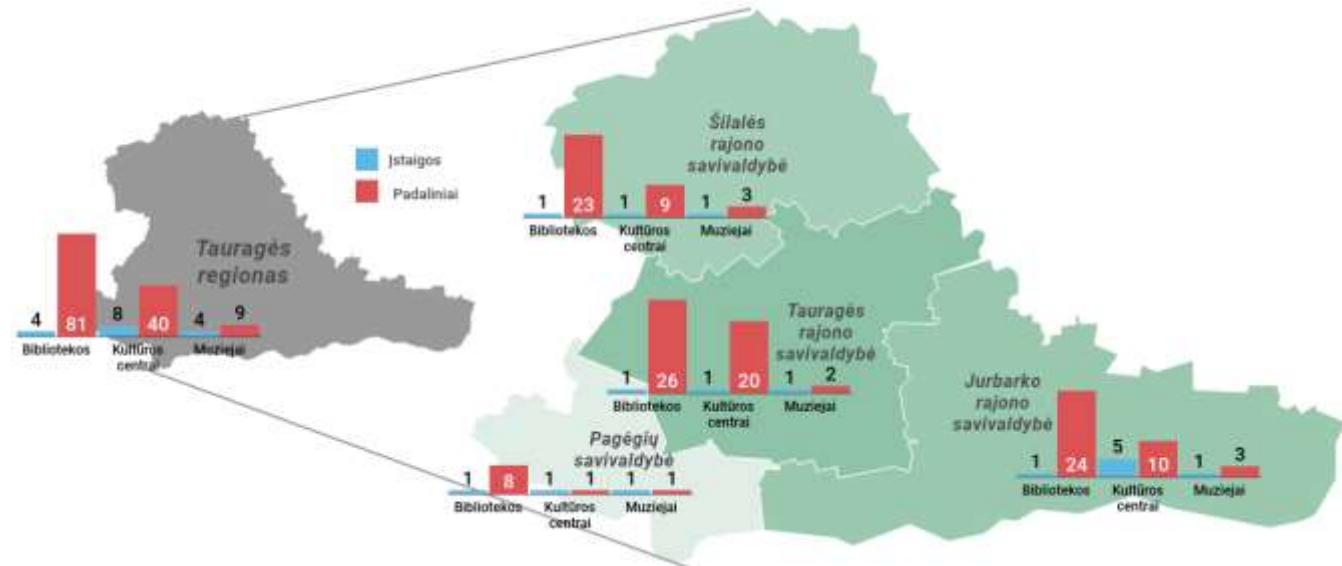 Įstaigos
Padaliniai
Tauragės
regionas
4 81 8 40 4 9
Bibliotekos Kultūros Muziejai
centrai
Šilalės
rajono
savivaldybė
1 23 1 9 1 3
Bibliotekos Kultūros Muziejai
centrai
Tauragės
rajono
savivaldybė
1 26 1 20 1 2
Bibliotekos Kultūros Muziejai
centrai
Jurbarko
rajono
savivaldybė
1 24 5 10 1 3
Bibliotekos Kultūros Muziejai
centrai
Pagėgių
savivaldybė
1 8 1 1 1 1
Bibliotekos Kultūros Muziejai
centrai